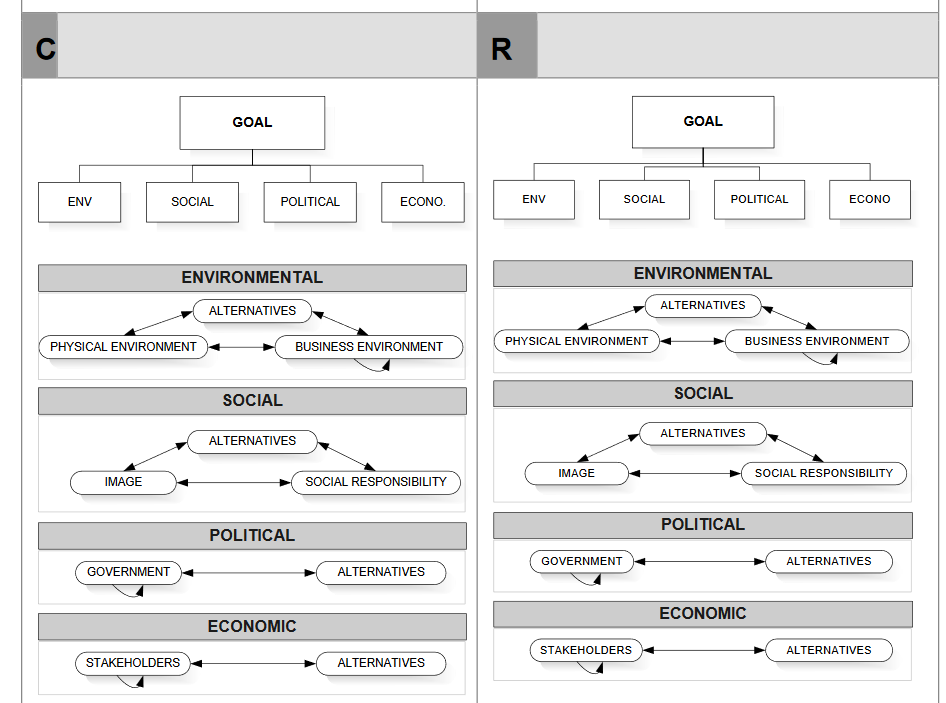 C
GOAL
ENV SOCIAL POLITICAL ECONO.
ENVIRONMENTAL
ALTERNATIVES
PHYSICAL ENVIRONMENT BUSINESS ENVIRONMENT
SOCIAL
ALTERNATIVES
IMAGE SOCIAL RESPONSIBILITY
POLITICAL
GOVERNMENT ALTERNATIVES
ECONOMIC
STAKEHOLDERS ALTERNATIVES
R
GOAL
ENV SOCIAL POLITICAL ECONO
ENVIRONMENTAL
ALTERNATIVES
PHYSICAL ENVIRONMENT BUSINESS ENVIRONMENT
SOCIAL
ALTERNATIVES
IMAGE SOCIAL RESPONSIBILITY
POLITICAL
GOVERNMENT ALTERNATIVES
ECONOMIC
STAKEHOLDERS ALTERNATIVES